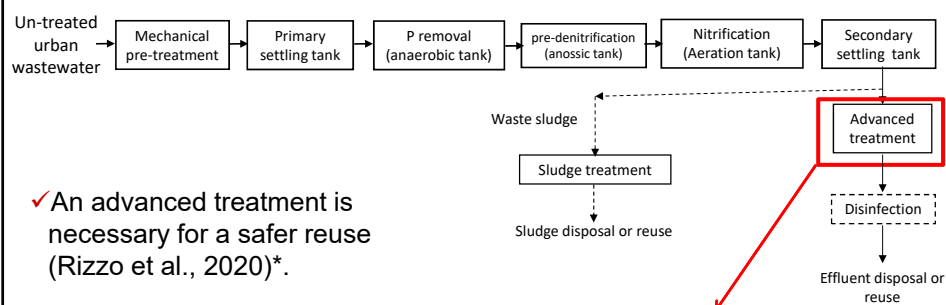 Un-treated
urban
wastewater
Mechanical
pre-treatment
Primary
settling tank
P removal
(anaerobic tank)
pre-denitrification
(anossic tank)
Nitrification
(Aeration tank)
Secondary
settling tank
Waste sludge
Advanced
treatment
Sludge treatment
Disinfection
Sludge disposal or reuse
Effluent disposal or
reuse
✓An advanced treatment is
necessary for a safer reuse
(Rizzo et al., 2020)*.